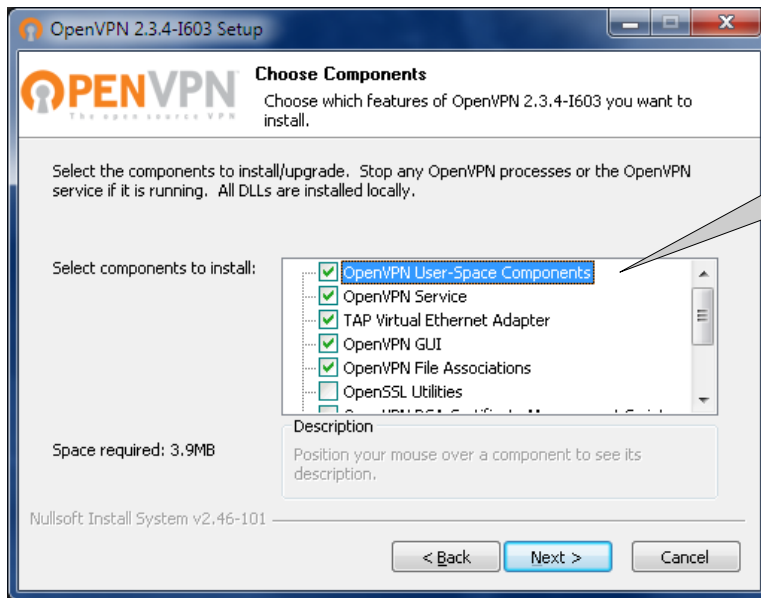 OpenVPN 2.3.4-I603 Setup
OPENVPN
The open source VPN
Choose Components
Choose which features of OpenVPN 2.3.4-I603 you want to
install.
Select the components to install/upgrade. Stop any OpenVPN processes or the OpenVPN
service if it is running. All DLLs are installed locally.
Select components to install:
OpenVPN User-Space Components
OpenVPN Service
TAP Virtual Ethernet Adapter
OpenVPN GUI
OpenVPN File Associations
OpenSSL Utilities
Space required: 3.9MB
Description
Position your mouse over a component to see its
description.
Nullsoft Install System v2.46-101
< Back
Next >
Cancel